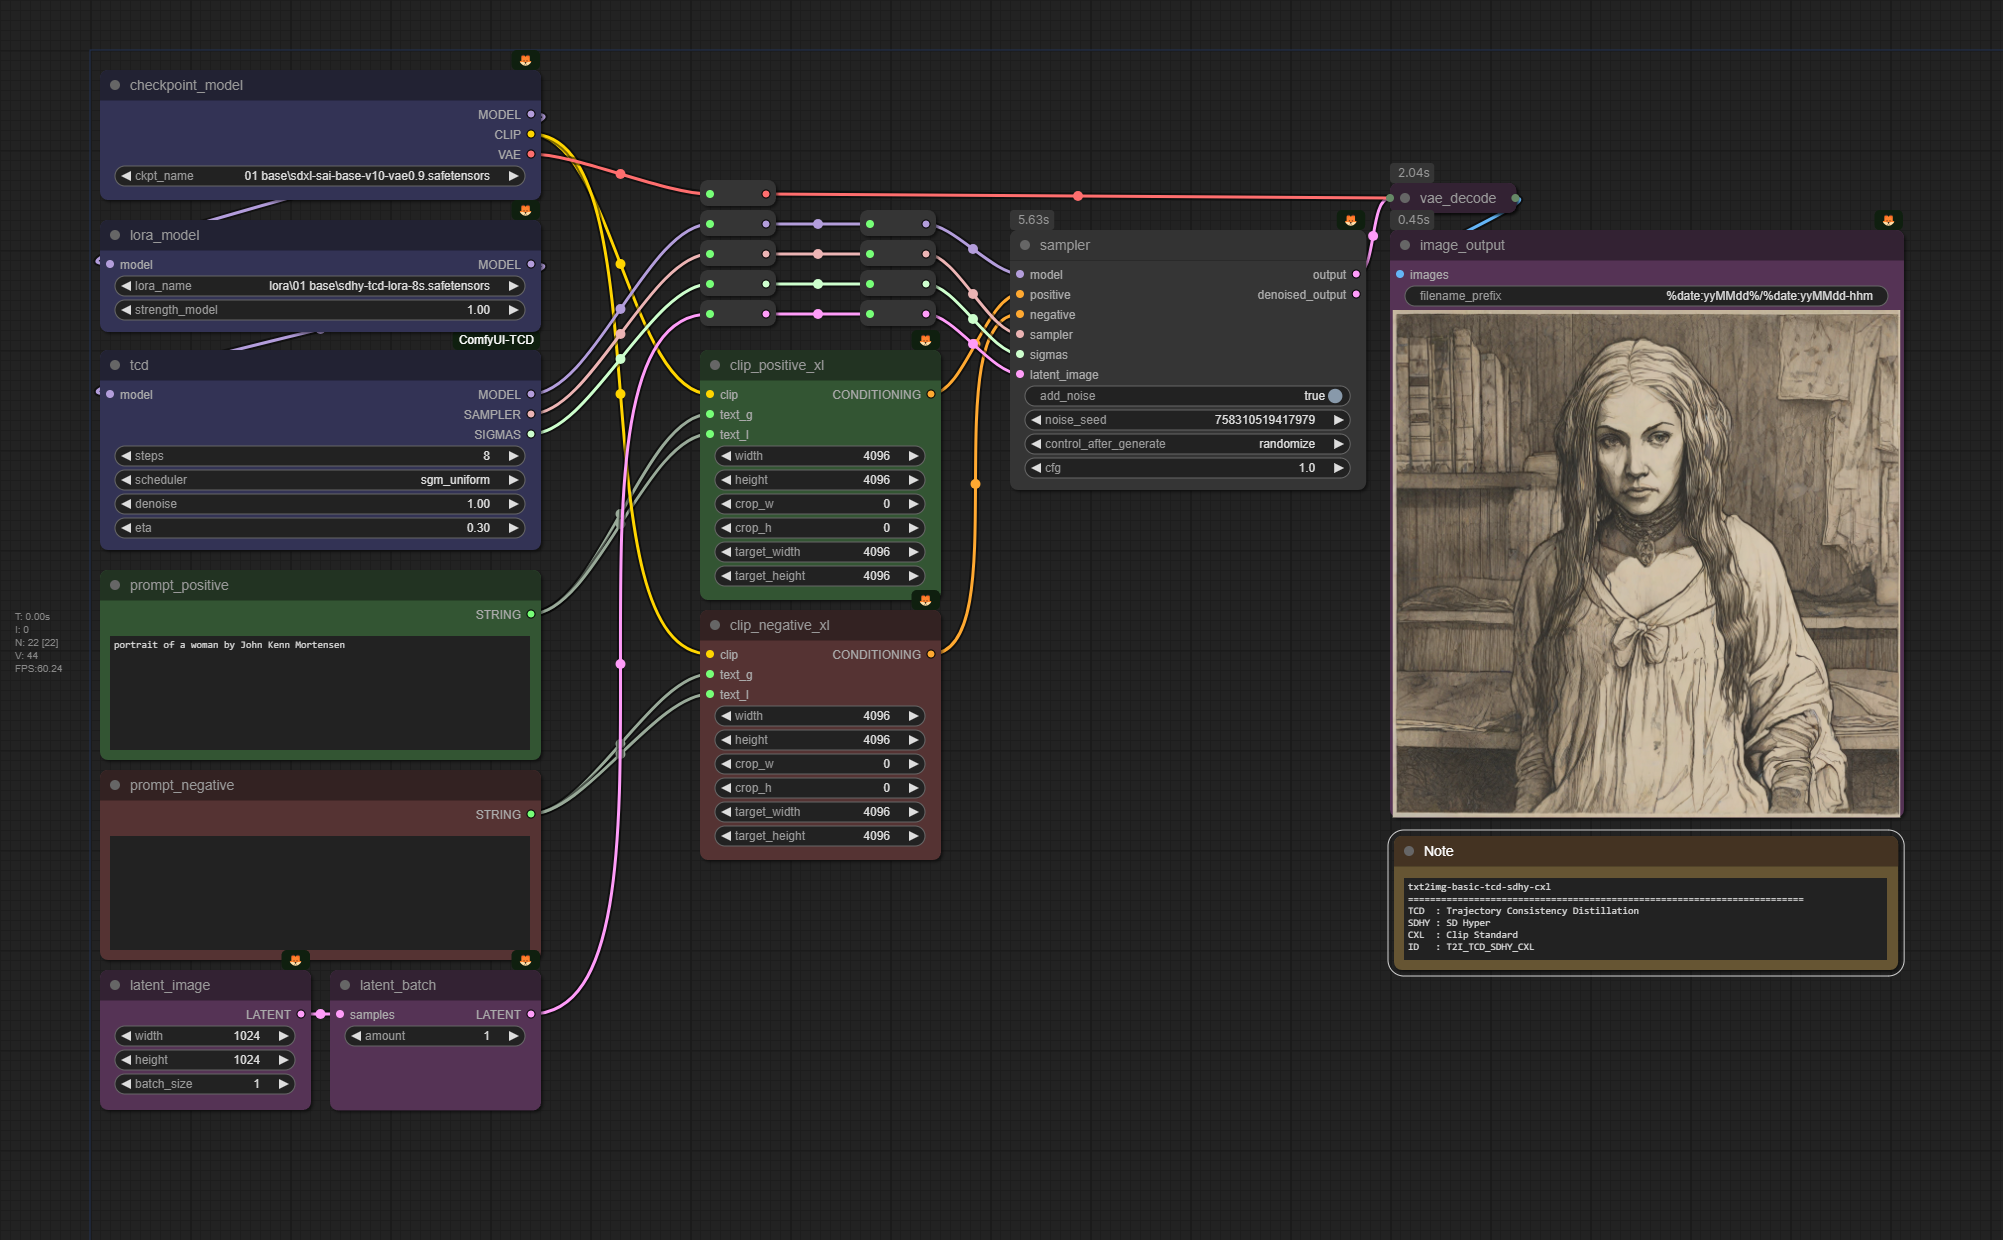 checkpoint_model
MODEL
CLIP
VAE
ckpt_name 01 base\sdxl-sai-base-v10-vae0.9.safetensors
lora_model
model MODEL
lora_name lora\01 base\sdhy-tcd-lora-8s.safetensors
strength_model 1.00
ComfyUI-TCD
tcd
model MODEL
SAMPLER
SIGMAS
steps 8
scheduler sgm_uniform
denoise 1.00
eta 0.30
prompt_positive
STRING
portrait of a woman by John Kenn Mortensen
prompt_negative
STRING
latent_image
LATENT
width 1024
height 1024
batch_size 1
latent_batch
samples LATENT
amount 1
T: 0.00s
I: 0
N: 22 [22]
V: 44
FPS:60.24
clip_positive_xl
clip CONDITIONING
text_g
text_l
width 4096
height 4096
crop_w 0
crop_h 0
target_width 4096
target_height 4096
clip_negative_xl
clip CONDITIONING
text_g
text_l
width 4096
height 4096
crop_w 0
crop_h 0
target_width 4096
target_height 4096
5.63s
sampler
model output
positive denoised_output
negative
sampler
sigmas
latent_image
add_noise true
noise_seed 758310519417979
control_after_generate randomize
cfg 1.0
2.04s
vae_decode
0.45s
image_output
images
filename_prefix %date:yyMMdd%/%date:yyMMdd-hhm
Note
txt2img-basic-tcd-sdhy-cxl
========================================================================
TCD : Trajectory Consistency Distillation
SDHY : SD Hyper
CXL : Clip Standard
ID : T2I_TCD_SDHY_CXL